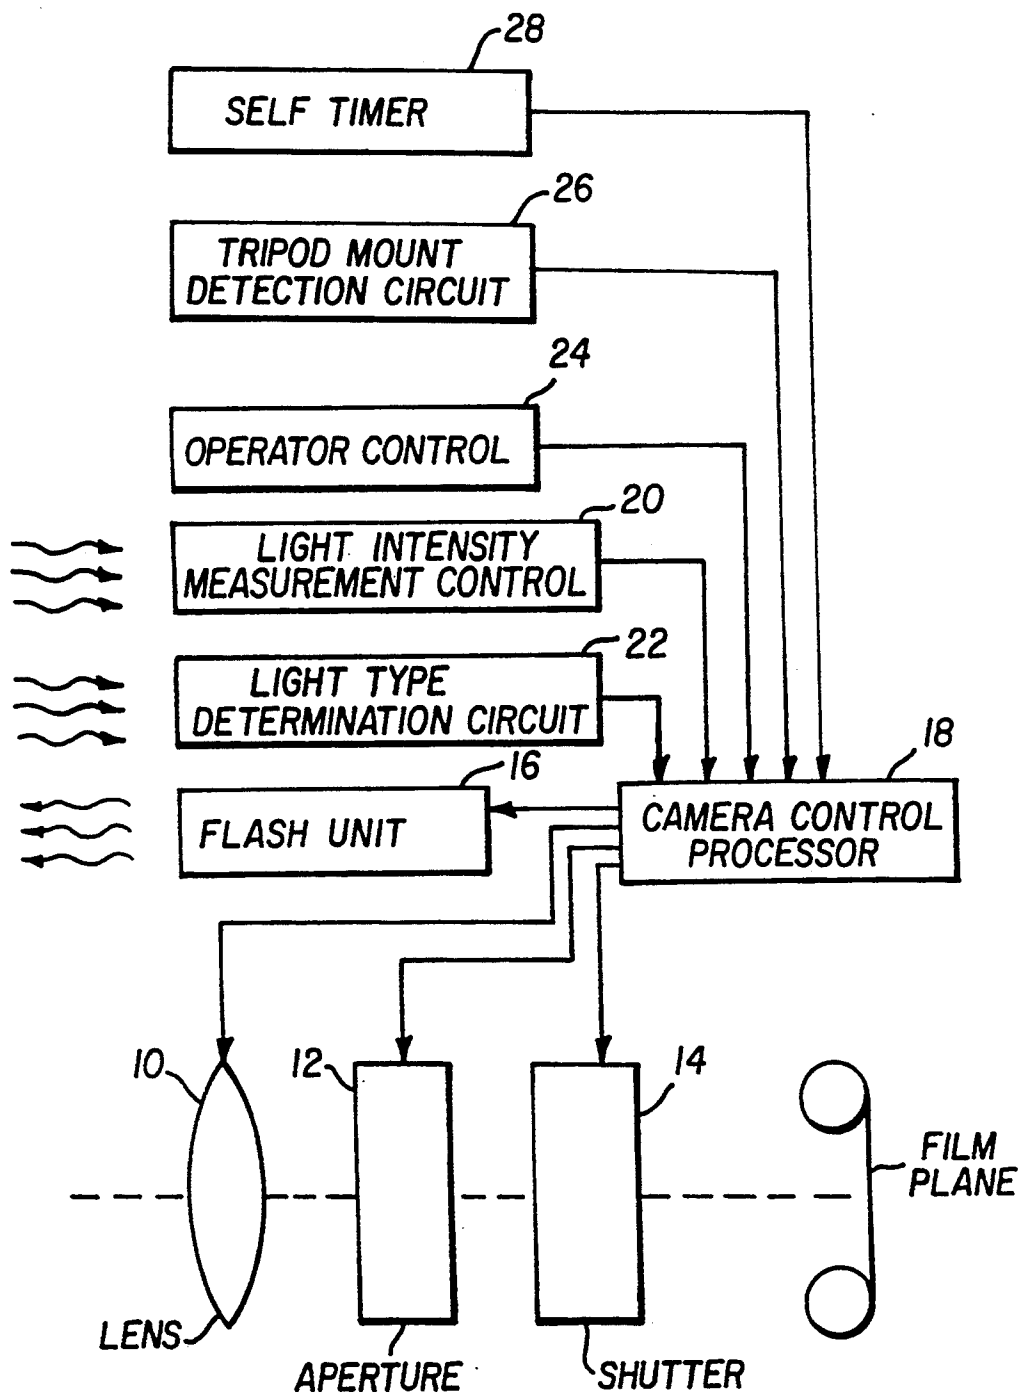 28
SELF TIMER
26
TRIPOD MOUNT
DETECTION CIRCUIT
24
OPERATOR CONTROL
20
LIGHT INTENSITY
MEASUREMENT CONTROL
22
LIGHT TYPE
DETERMINATION CIRCUIT
18
16
FLASH UNIT
CAMERA CONTROL
PROCESSOR
10
12
14
FILM
PLANE
LENS
APERTURE
SHUTTER